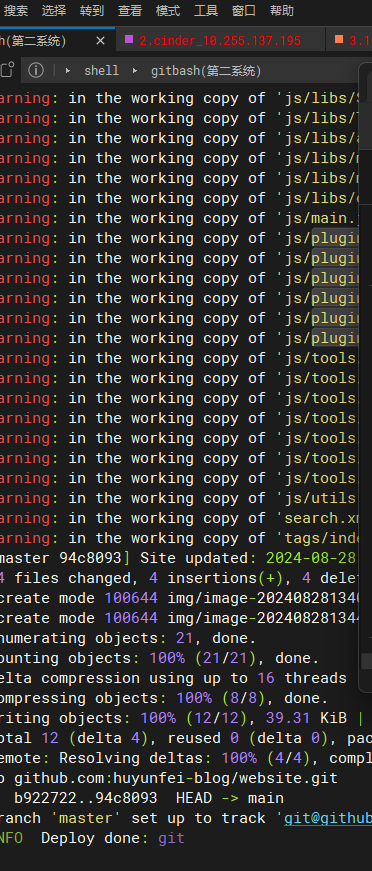 搜索 选择 转到 查看 模式 工具 窗口 帮助
(第二系统) 2.cinder_10.255.137.195 3.1
shell gitbash(第二系统)
arning: in the working copy of 'js/libs/
arning: in the working copy of 'js/libs/
arning: in the working copy of 'js/libs/a
arning: in the working copy of 'js/libs/m
arning: in the working copy of 'js/libs/m
arning: in the working copy of 'js/libs/
arning: in the working copy of 'js/main.
arning: in the working copy of 'js/plugin
arning: in the working copy of 'js/plugin
arning: in the working copy of 'js/plugin
arning: in the working copy of 'js/plugin
arning: in the working copy of 'js/plugin
arning: in the working copy of 'js/plugin
arning: in the working copy of 'js/tools
arning: in the working copy of 'js/tools
arning: in the working copy of 'js/tools
arning: in the working copy of 'js/tools
arning: in the working copy of 'js/tools
arning: in the working copy of 'js/tools
arning: in the working copy of 'js/tools
arning: in the working copy of 'js/utils
arning: in the working copy of 'search.xm
arning: in the working copy of 'tags/inde
master 94c8093] Site updated: 2024-08-28
4 files changed, 4 insertions(+), 4 delet
create mode 100644 img/image-202408281340
create mode 100644 img/image-202408281344
numerating objects: 21, done.
ounting objects: 100% (21/21), done.
elta compression using up to 16 threads
ompressing objects: 100% (8/8), done.
riting objects: 100% (12/12), 39.31 KiB |
otal 12 (delta 4), reused 0 (delta 0), pac
emote: Resolving deltas: 100% (4/4), compl
o github.com:huyunfei-blog/website.git
b922722..94c8093 HEAD -> main
ranch 'master' set up to track 'git@github
NFO Deploy done: git